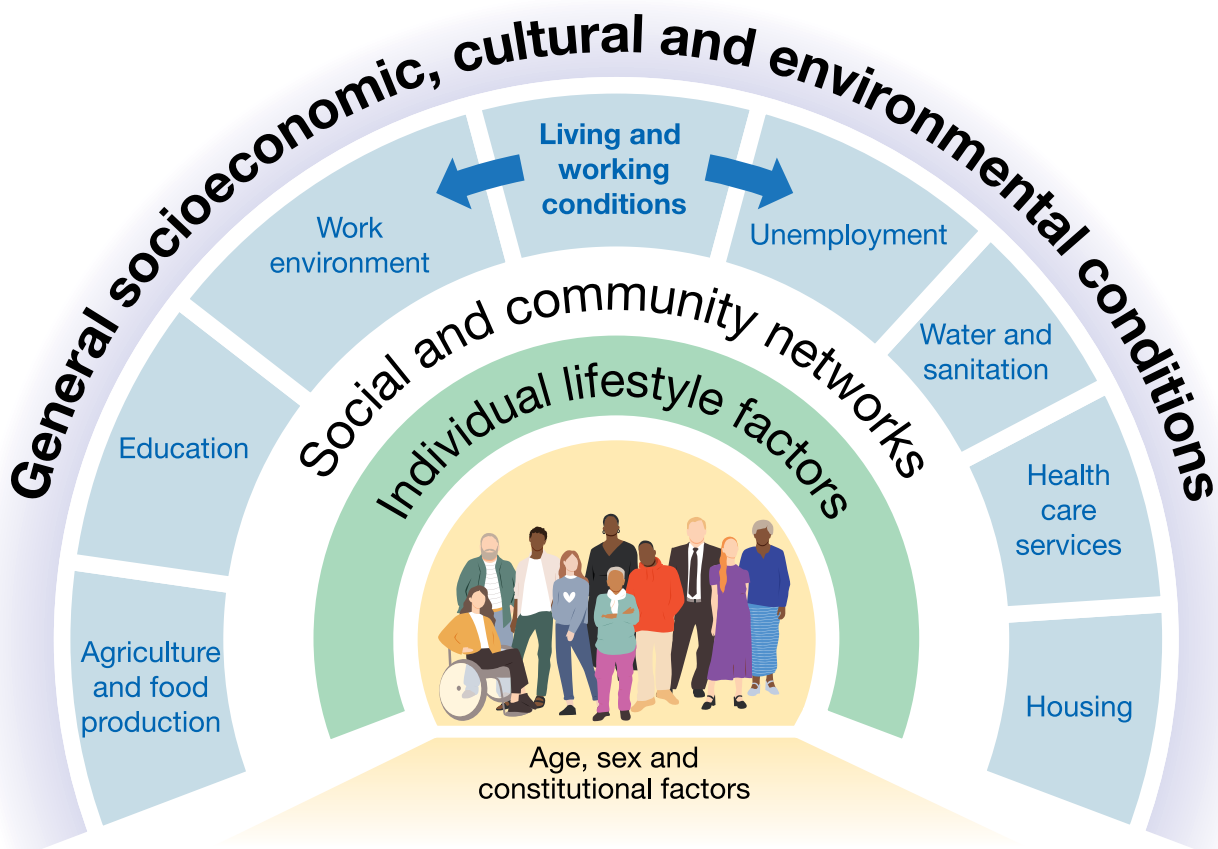 General socioeconomic, cultural and environmental conditions
Living and
working
conditions
Work
environment
Unemployment
Education
Water and
sanitation
Agriculture
and food
production
Health
care
services
Housing
Social and community networks
Individual lifestyle factors
Age, sex and
constitutional factors